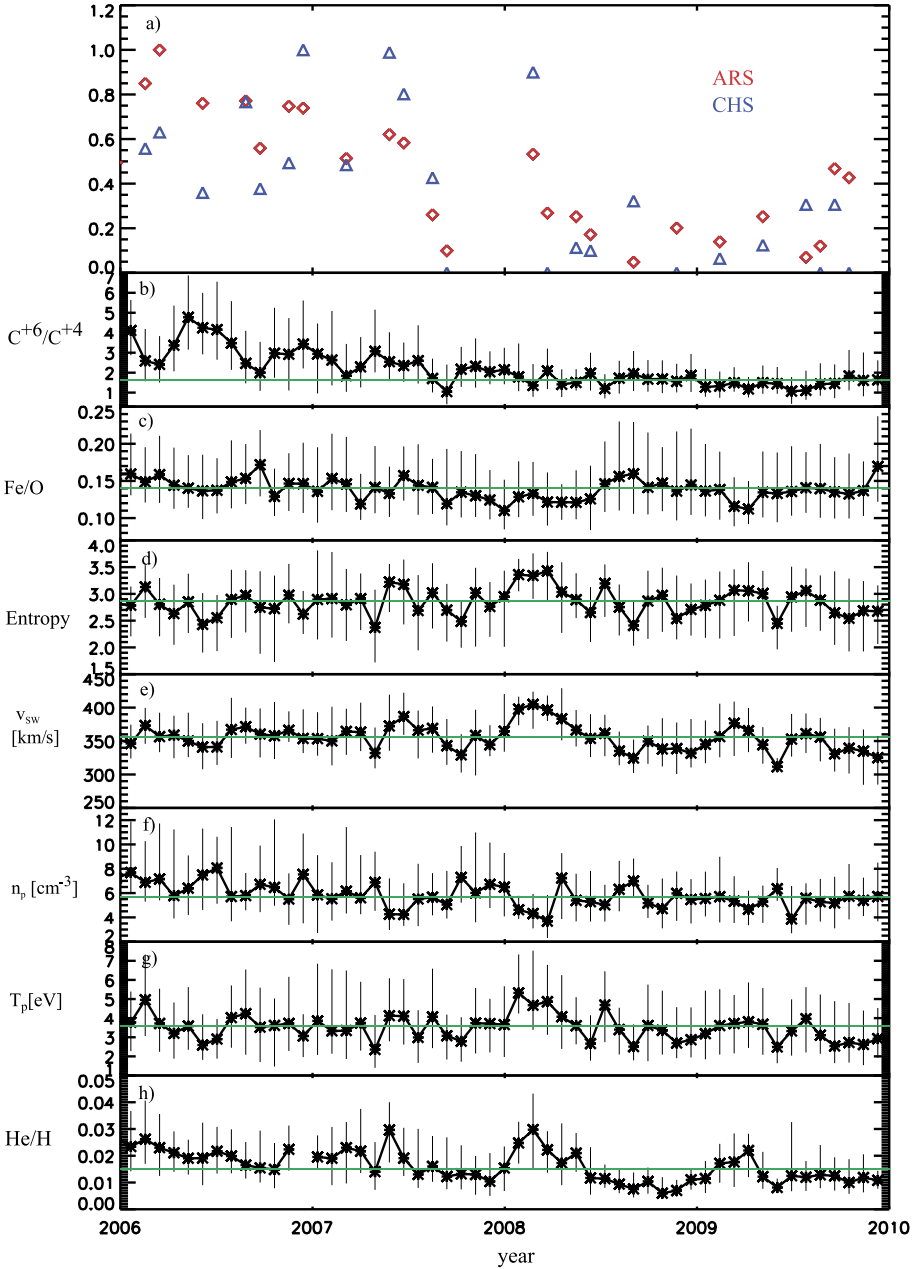 a)
1.2
1.0
0.8
0.6
0.4
0.2
0.0
ARS
CHS
b)
C+6/C+4
7
6
5
4
3
2
1
c)
Fe/O
0.25
0.20
0.15
0.10
d)
Entropy
4.0
3.5
3.0
2.5
2.0
1.5
e)
vsw
[km/s]
450
400
350
300
250
f)
np [cm-3]
12
10
8
6
4
2
g)
Tp[eV]
8
7
6
5
4
3
2
1
h)
He/H
0.05
0.04
0.03
0.02
0.01
0.00
2006 2007 2008 2009 2010
year